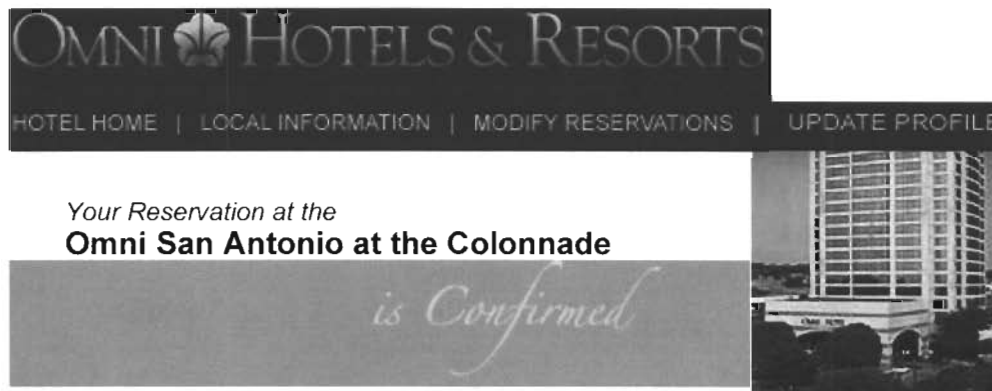 OMNI HOTELS & RESORTS
HOTEL HOME | LOCAL INFORMATION | MODIFY RESERVATIONS | UPDATE PROFILE
Your Reservation at the
Omni San Antonio at the Colonnade
is Confirmed